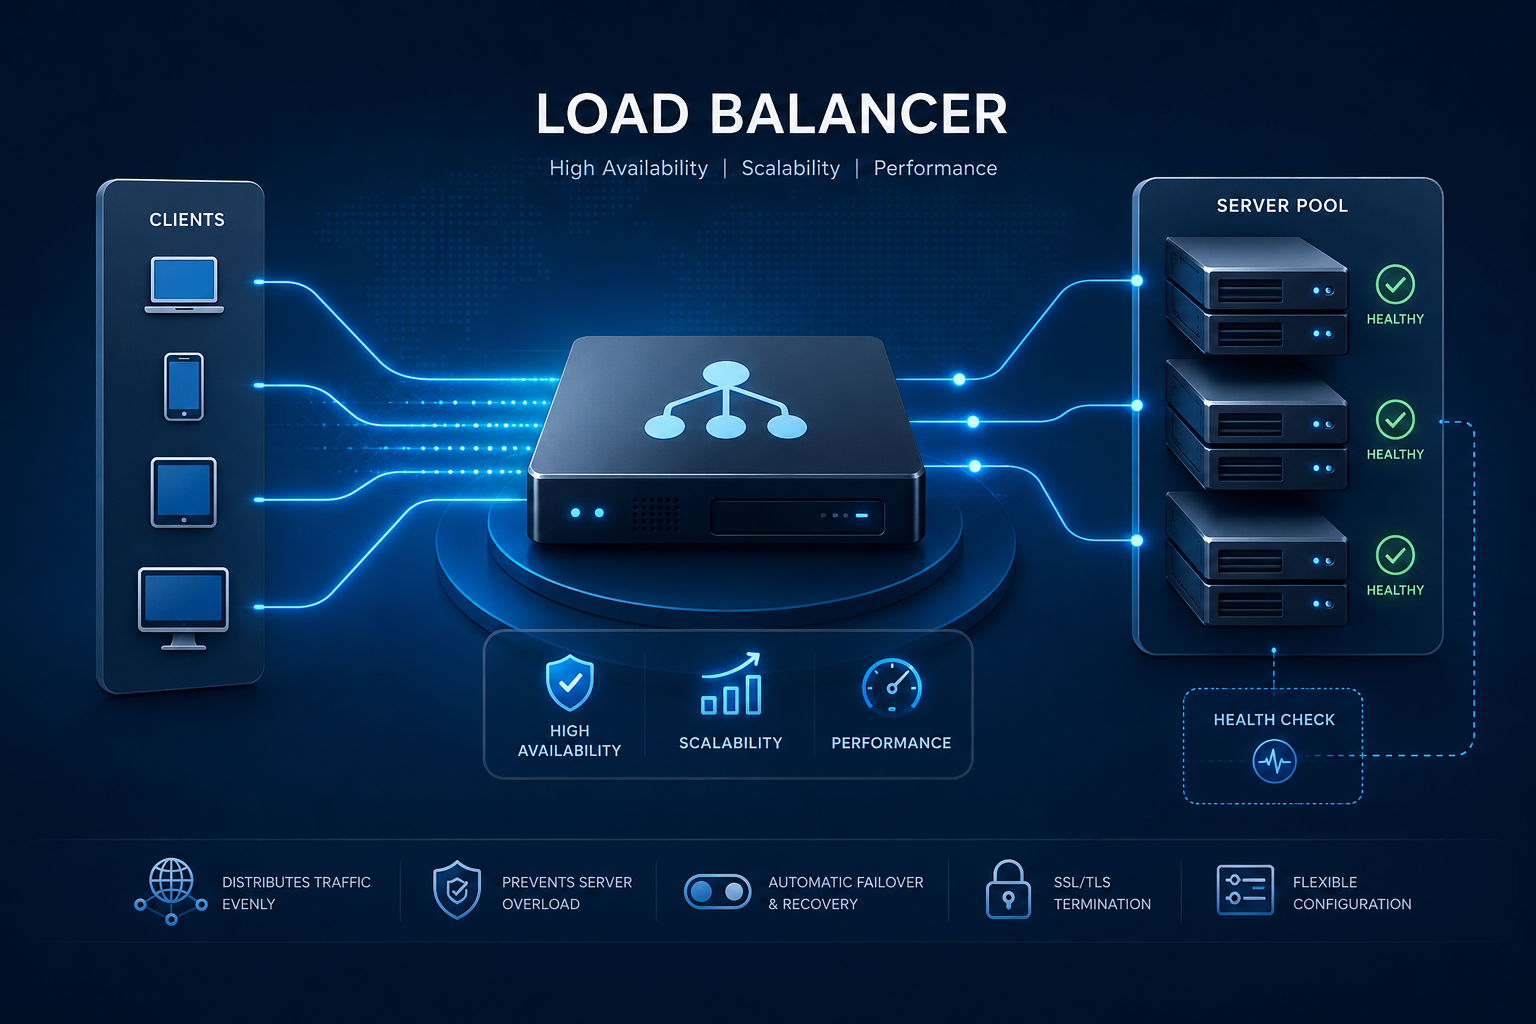 LOAD BALANCER
High Availability | Scalability | Performance
CLIENTS
SERVER POOL
HEALTHY
HEALTHY
HEALTHY
HIGH
AVAILABILITY
SCALABILITY
PERFORMANCE
HEALTH CHECK
DISTRIBUTES TRAFFIC
EVENLY
PREVENTS SERVER
OVERLOAD
AUTOMATIC FAILOVER
& RECOVERY
SSL/TLS
TERMINATION
FLEXIBLE
CONFIGURATION